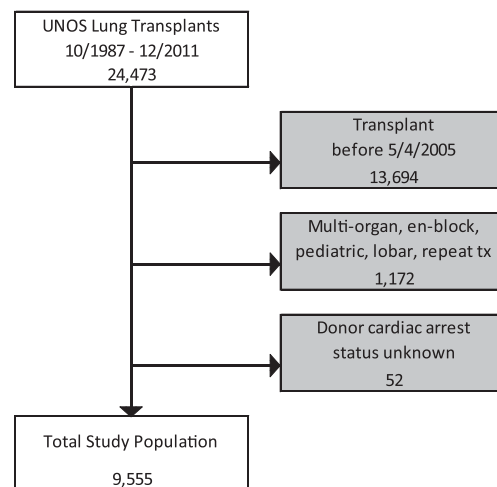 UNOS Lung Transplants
10/1987 - 12/2011
24,473
Transplant
before 5/4/2005
13,694
Multi-organ, en-block,
pediatric, lobar, repeat tx
1,172
Donor cardiac arrest
status unknown
52
Total Study Population
9,555